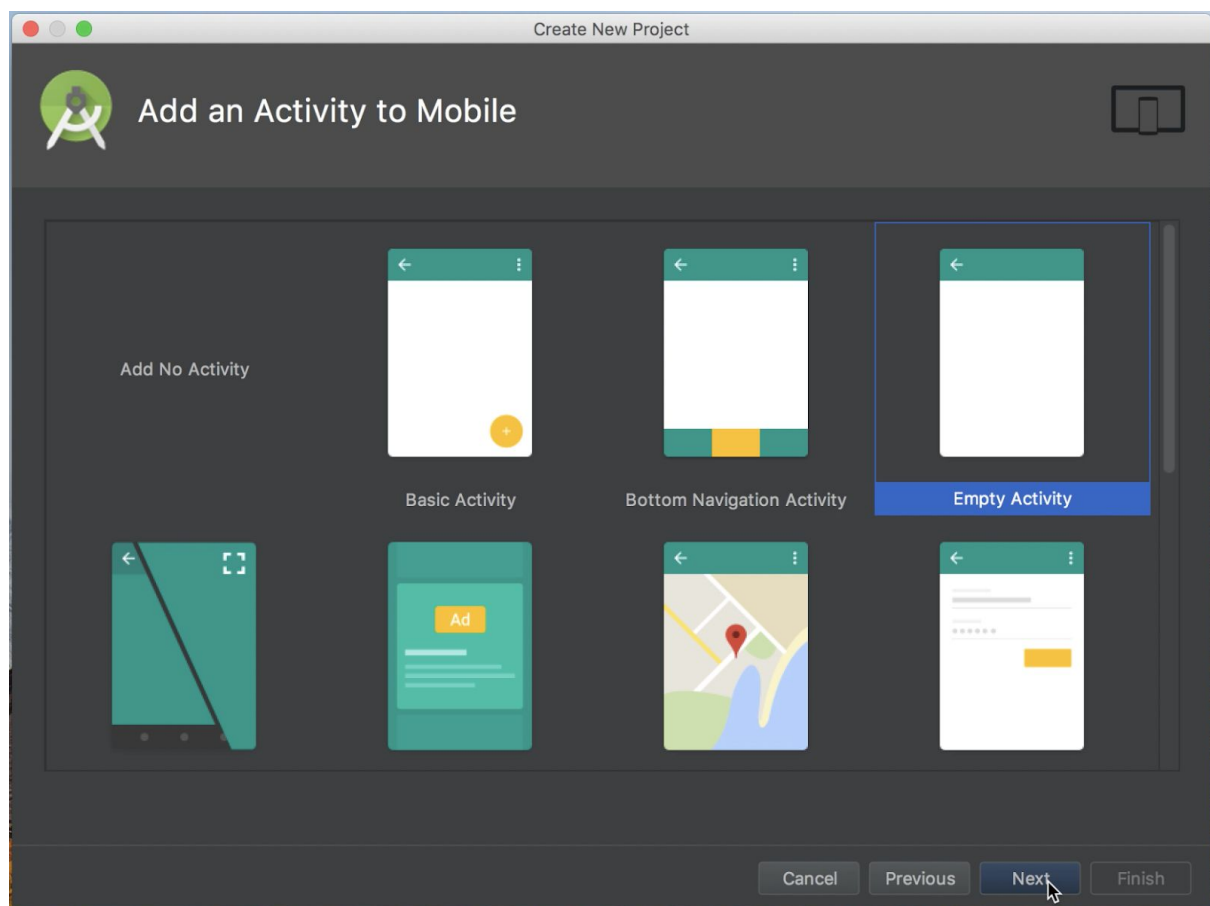 Create New Project
Add an Activity to Mobile
Add No Activity
Basic Activity
Bottom Navigation Activity
Empty Activity
Ad
Cancel
Previous
Next
Finish